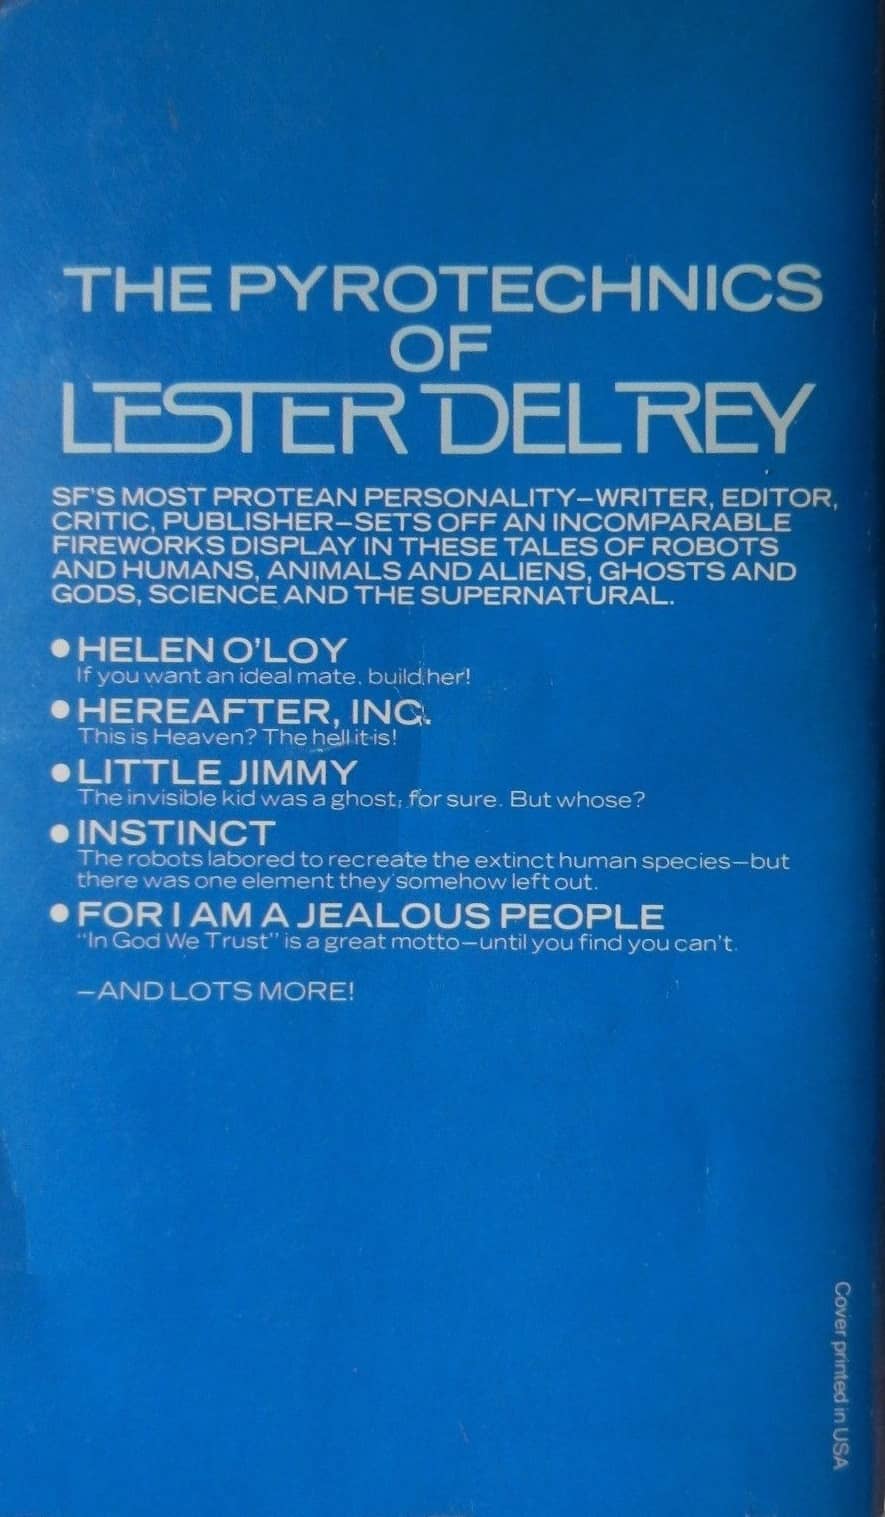 THE PYROTECHNICS
OF
LESTER DEL REY
SF'S MOST PROTEAN PERSONALITY—WRITER, EDITOR,
CRITIC, PUBLISHER—SETS OFF AN INCOMPARABLE
FIREWORKS DISPLAY IN THESE TALES OF ROBOTS
AND HUMANS, ANIMALS AND ALIENS, GHOSTS AND
GODS, SCIENCE AND THE SUPERNATURAL.
● HELEN O'LOY
If you want an ideal mate, build her!
● HEREAFTER, INC.
This is Heaven? The hell it is!
● LITTLE JIMMY
The invisible kid was a ghost, for sure. But whose?
● INSTINCT
The robots labored to recreate the extinct human species—but
there was one element they somehow left out.
● FOR I AM A JEALOUS PEOPLE
"In God We Trust" is a great motto—until you find you can't.
—AND LOTS MORE!
Cover printed in USA